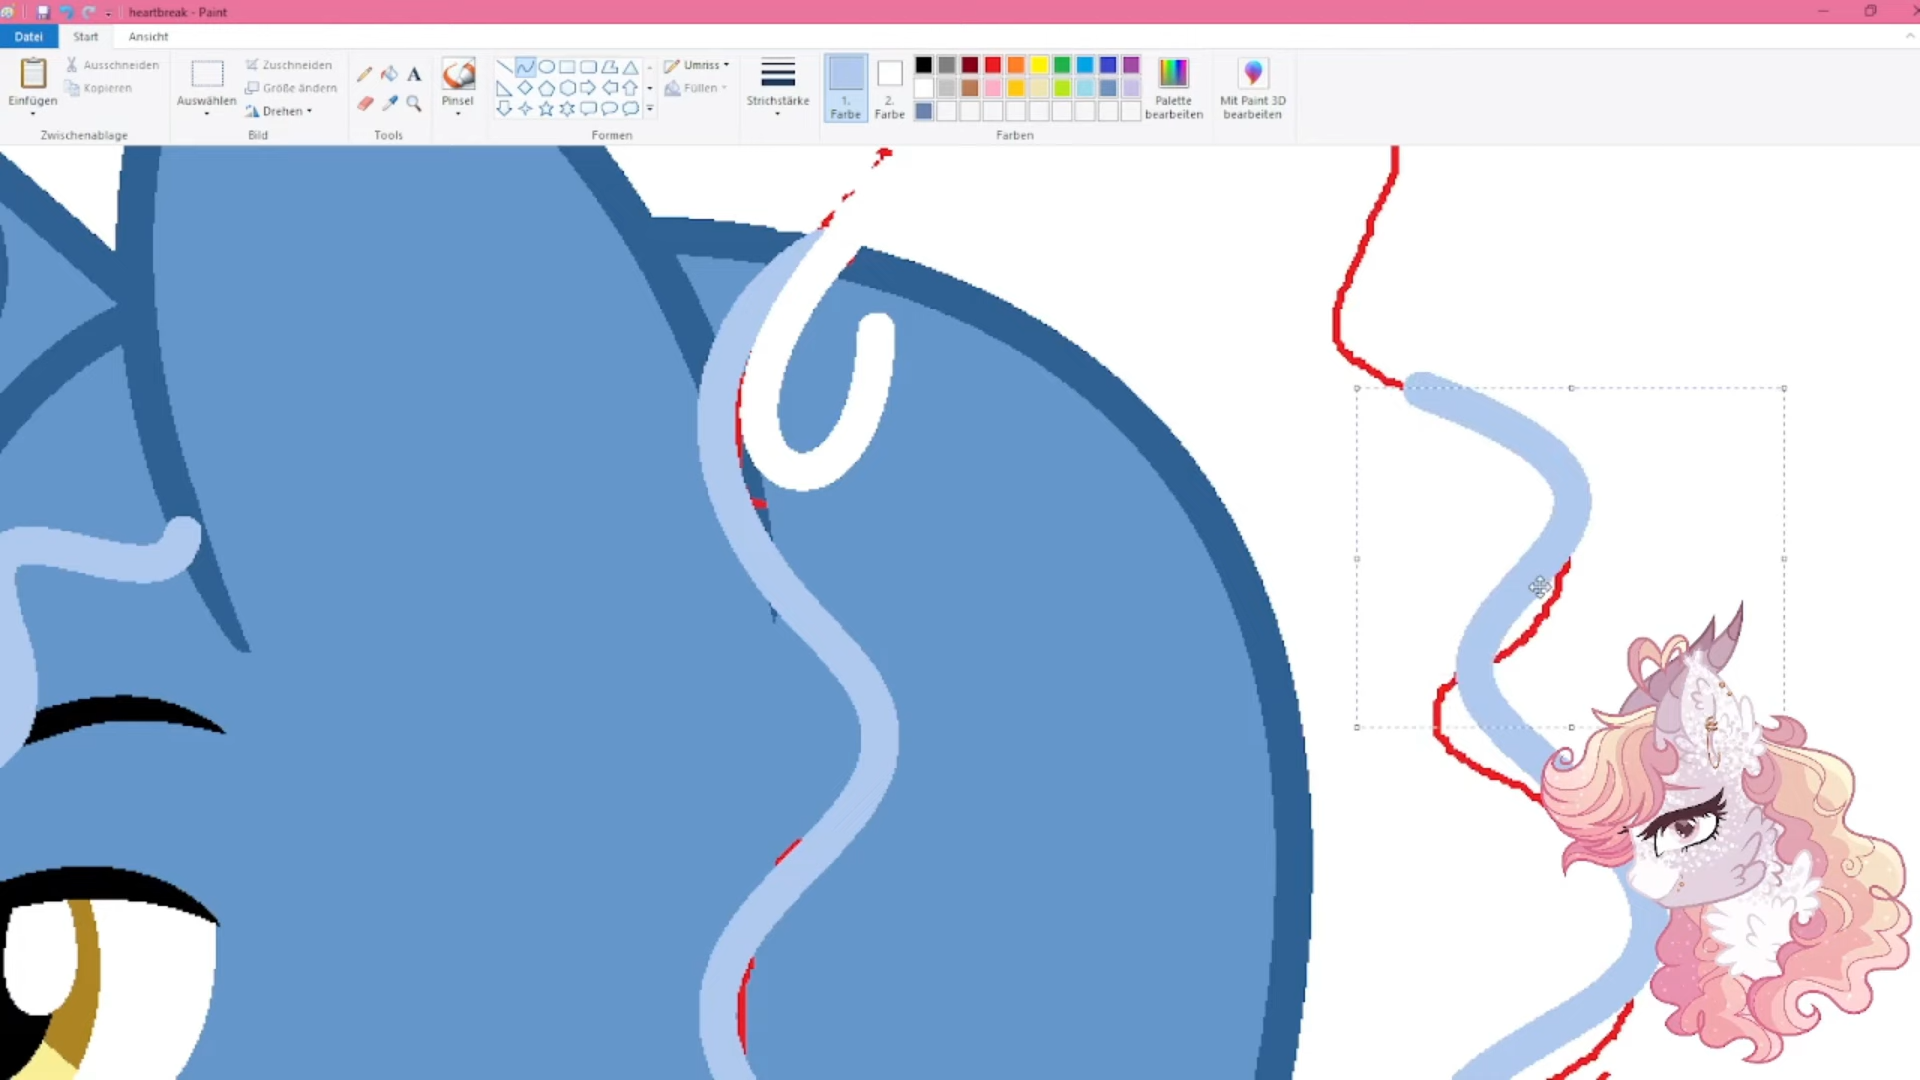 heartbreak - Paint
Datei Start Ansicht
Einfügen
Ausschneiden
Kopieren
Zwischenablage
Auswählen
Zuschneiden
Größe ändern
Drehen
Bild
A
Tools
Pinsel
Umriss
Füllen
Formen
Strichstärke
1.
Farbe
2.
Farbe
Palette
bearbeiten
Farben
Mit Paint 3D
bearbeiten